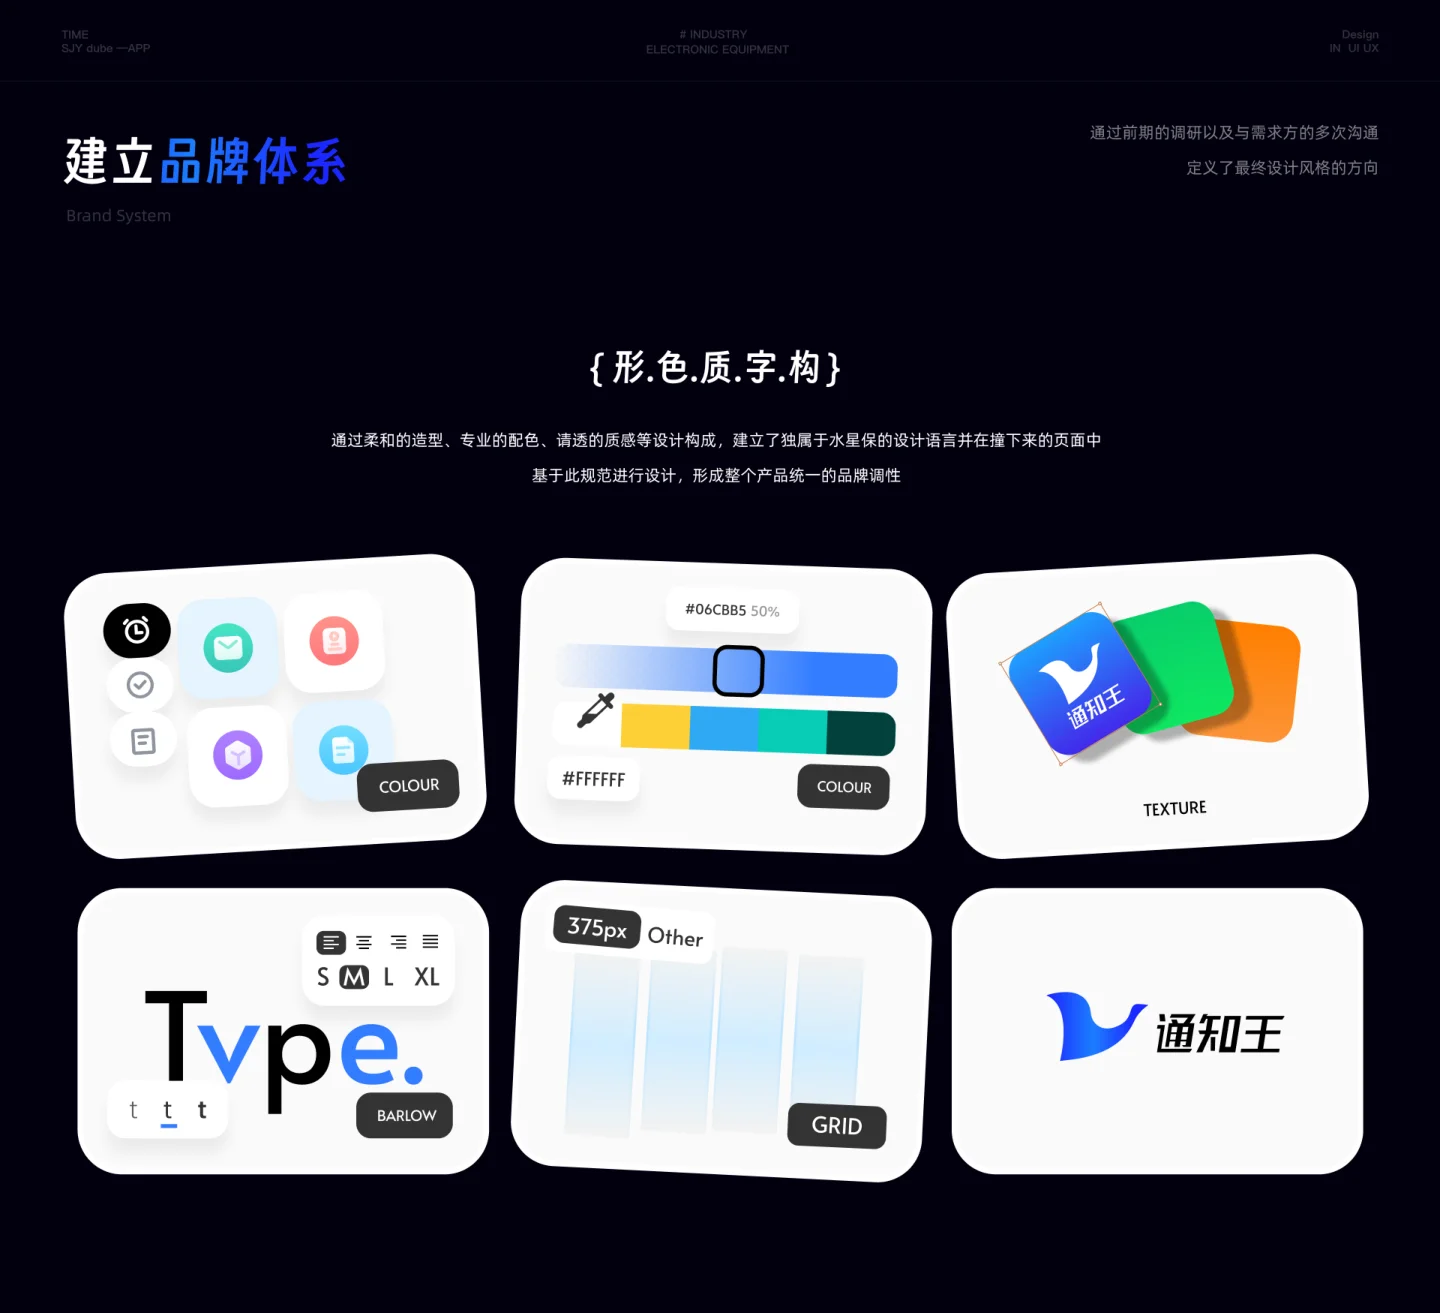 TIME
SJY dube —APP
# INDUSTRY
ELECTRONIC EQUIPMENT
Design
IN UI UX
建立品牌体系
Brand System
通过前期的调研以及与需求方的多次沟通
定义了最终设计风格的方向
{ 形.色.质.字.构 }
通过柔和的造型、专业的配色、请透的质感等设计构成，建立了独属于水星保的设计语言并在撞下来的页面中
基于此规范进行设计，形成整个产品统一的品牌调性
COLOUR
#06CBB5 50%
#FFFFFF
COLOUR
通知王
TEXTURE
S M L XL
Type.
t t t
BARLOW
375px Other
GRID
通知王